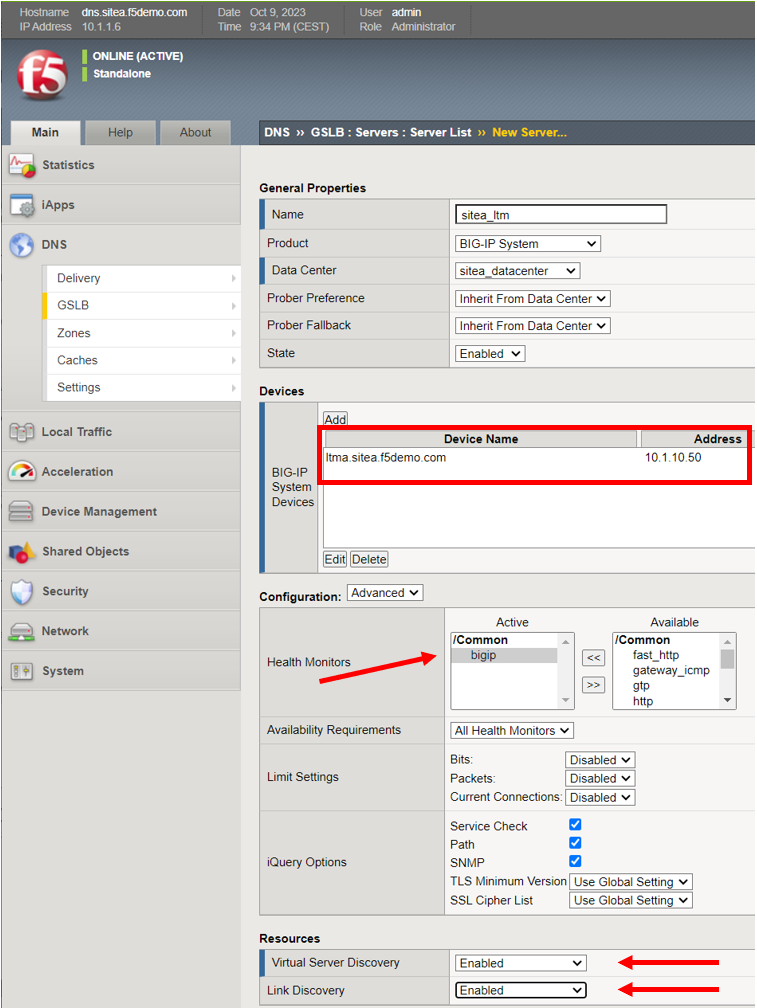 Hostname dns.sitea.f5demo.com Date Oct 9, 2023 User admin
IP Address 10.1.1.6 Time 9:34 PM (CEST) Role Administrator
f5
ONLINE (ACTIVE)
Standalone
Main Help About
DNS ›› GSLB : Servers : Server List ›› New Server...
Statistics
iApps
DNS
Delivery
GSLB
Zones
Caches
Settings
Local Traffic
Acceleration
Device Management
Shared Objects
Security
Network
System
General Properties
Name sitea_ltm
Product BIG-IP System
Data Center sitea_datacenter
Prober Preference Inherit From Data Center
Prober Fallback Inherit From Data Center
State Enabled
Devices
BIG-IP
System
Devices
Add
Device Name Address
ltma.sitea.f5demo.com 10.1.10.50
Edit Delete
Configuration: Advanced
Health Monitors
Active Available
/Common /Common
bigip << fast_http
gateway_icmp
>> gtp
http
Availability Requirements All Health Monitors
Limit Settings
Bits: Disabled
Packets: Disabled
Current Connections: Disabled
iQuery Options
Service Check
Path
SNMP
TLS Minimum Version Use Global Setting
SSL Cipher List Use Global Setting
Resources
Virtual Server Discovery Enabled
Link Discovery Enabled